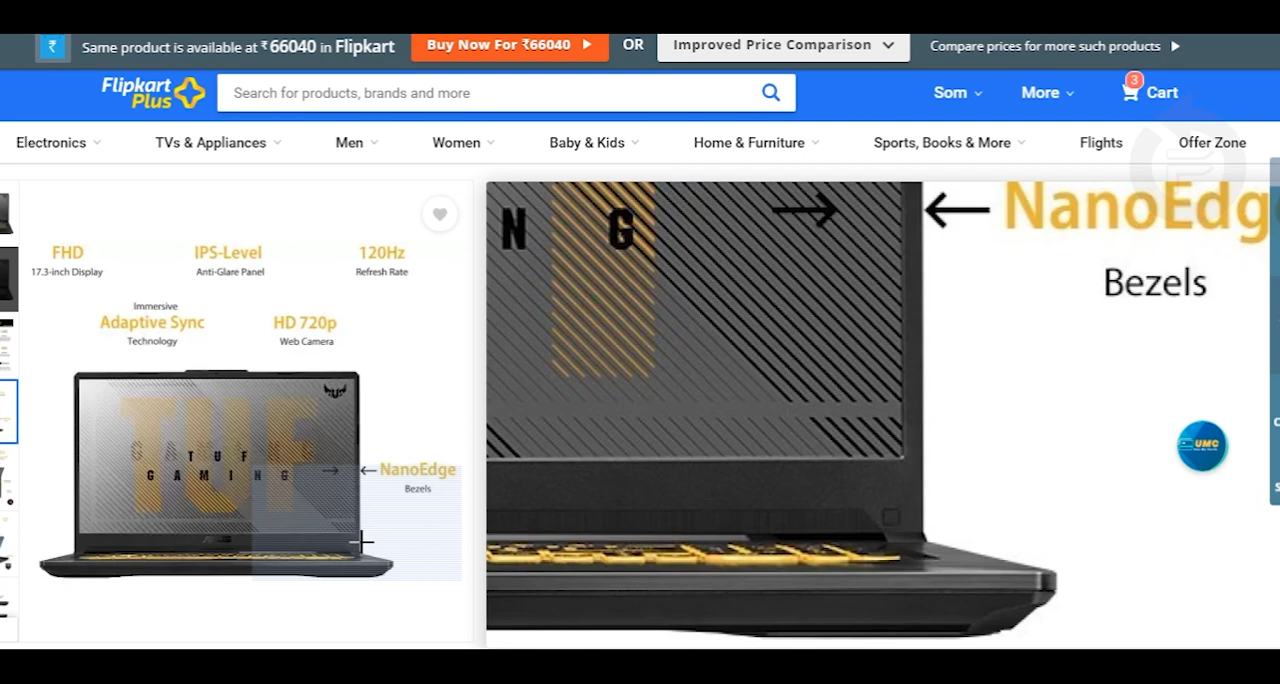 Same product is available at ₹66040 in Flipkart
Buy Now For ₹66040
OR
Improved Price Comparison
Compare prices for more such products
Flipkart
Plus
Search for products, brands and more
Som
More
3
Cart
Electronics
TVs & Appliances
Men
Women
Baby & Kids
Home & Furniture
Sports, Books & More
Flights
Offer Zone
FHD
17.3-inch Display
IPS-Level
Anti-Glare Panel
120Hz
Refresh Rate
Immersive
Adaptive Sync
Technology
HD 720p
Web Camera
TUF
TUF
GAMING
NanoEdge
Bezels
ASUS
N G
NanoEdg
Bezels
UMC